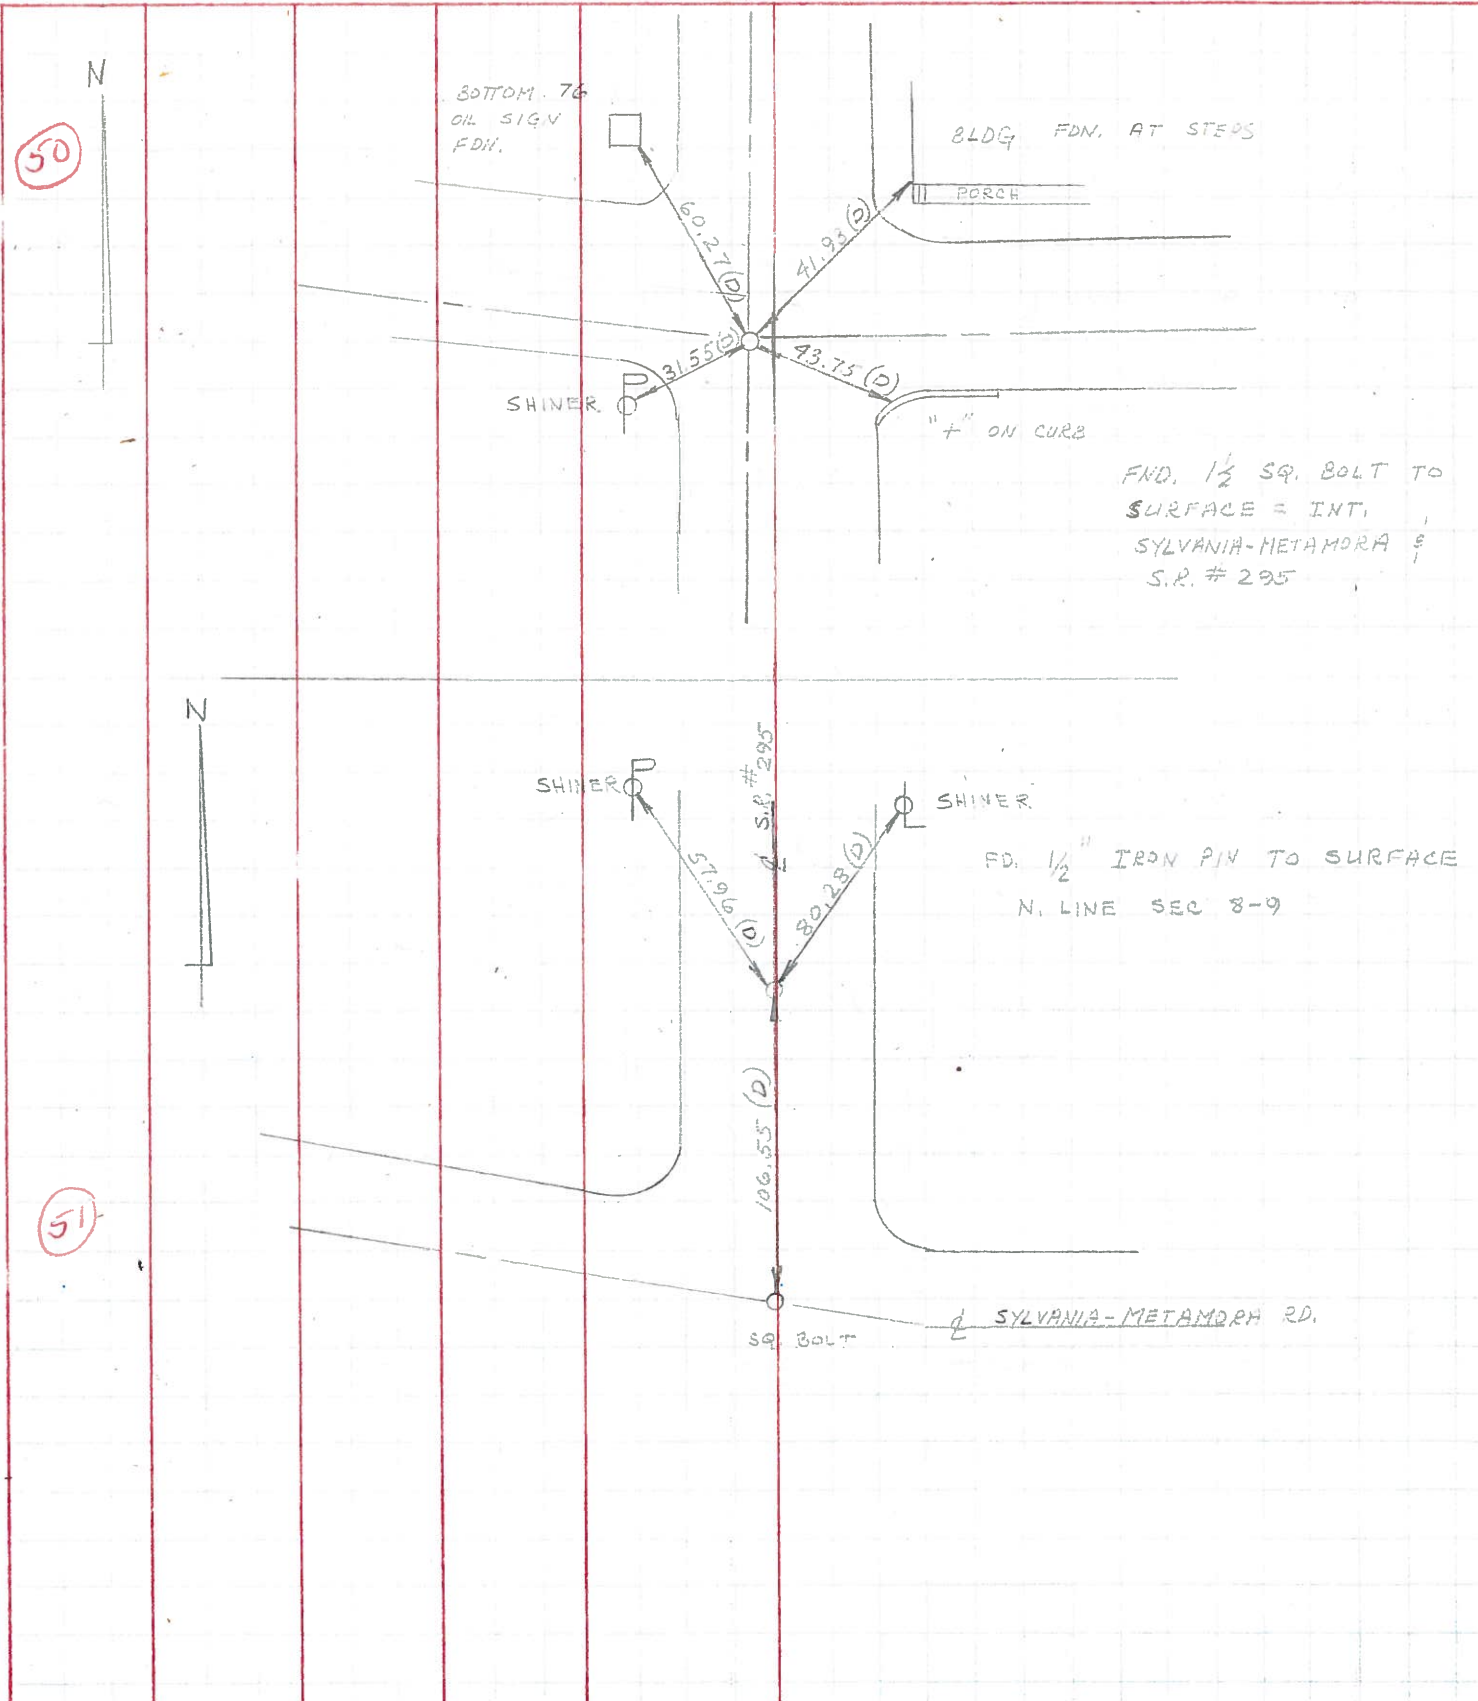 N
50
BOTTOM 76
OIL SIGN
FDN.
BLDG FDN. AT STEPS
PORCH
60.27 (D)
41.93 (D)
31.55 (D)
43.75 (D)
P
SHINER
"+" ON CURB
FND. 1½ SQ. BOLT TO
SURFACE = INT.
SYLVANIA-METAMORA &
S.R. # 295
N
SHINER
P
℄ S.R. # 295
SHINER
L
57.96 (D)
80.28 (D)
FD. 1/2" IRON PIN TO SURFACE
N. LINE SEC 8-9
106.55 (D)
51
SQ. BOLT
℄ SYLVANIA-METAMORA RD.